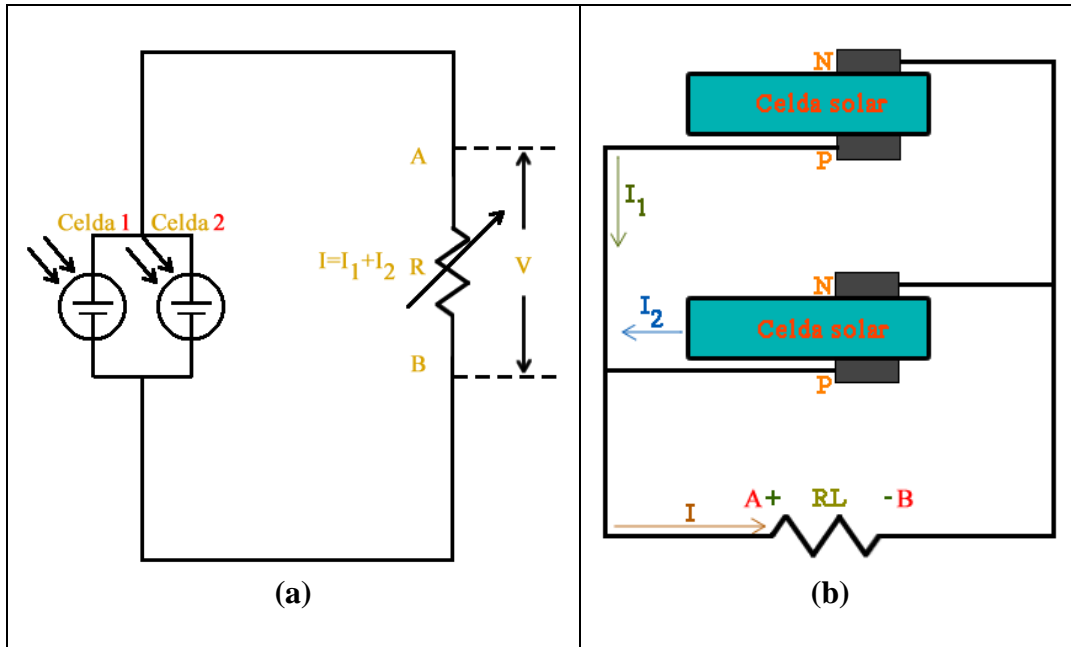 A
Celda 1
Celda 2
I=I₁+I₂
R
V
B
(a)
N
Celda solar
P
I₁
N
I₂
Celda solar
P
A+ RL -B
I
(b)